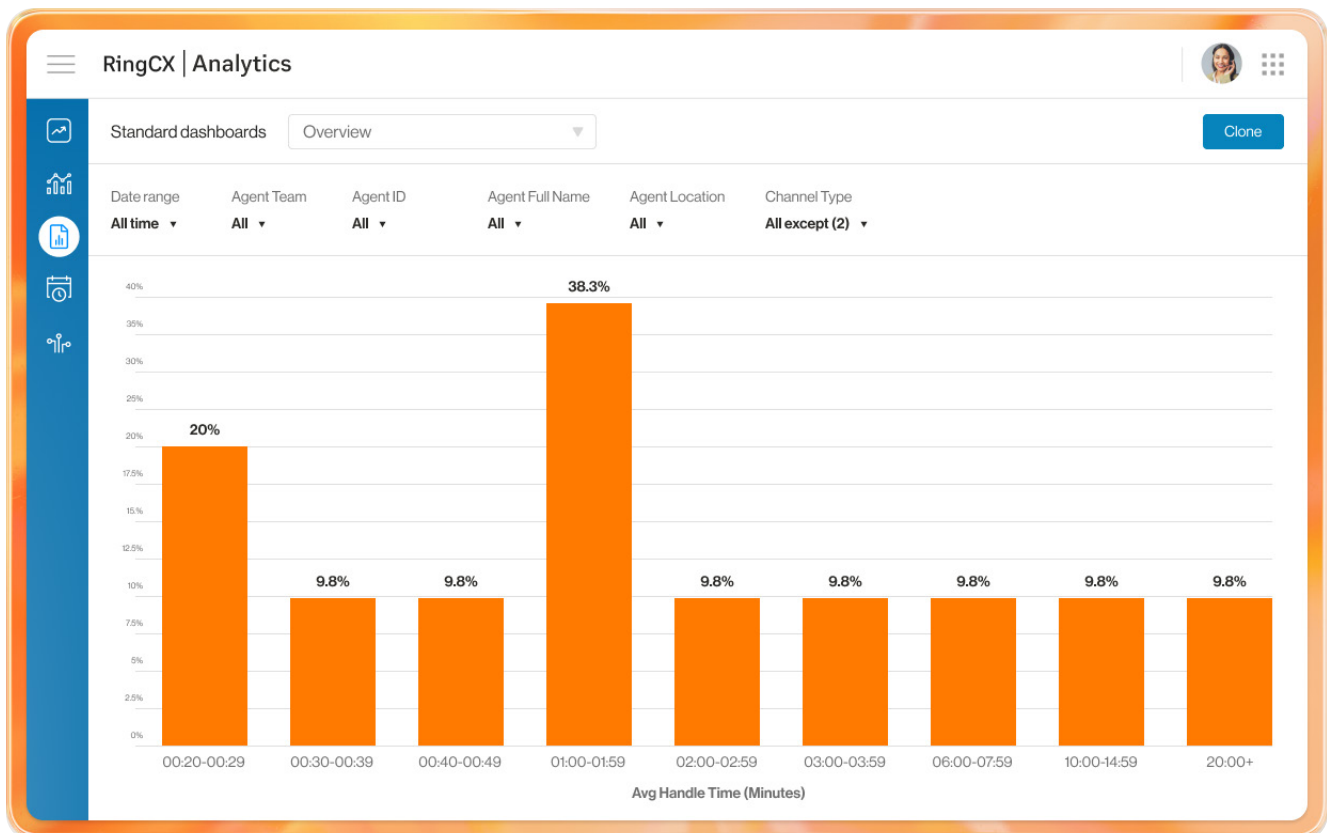 RingCX | Analytics
Standard dashboards Overview Clone
Date range Agent Team Agent ID Agent Full Name Agent Location Channel Type
All time All All All All All except (2)
40%
35%
30%
25%
20%
17.5%
15%
12.5%
10%
7.5%
5%
2.5%
0%
20% 9.8% 9.8% 38.3% 9.8% 9.8% 9.8% 9.8% 9.8%
00:20-00:29 00:30-00:39 00:40-00:49 01:00-01:59 02:00-02:59 03:00-03:59 06:00-07:59 10:00-14:59 20:00+
Avg Handle Time (Minutes)